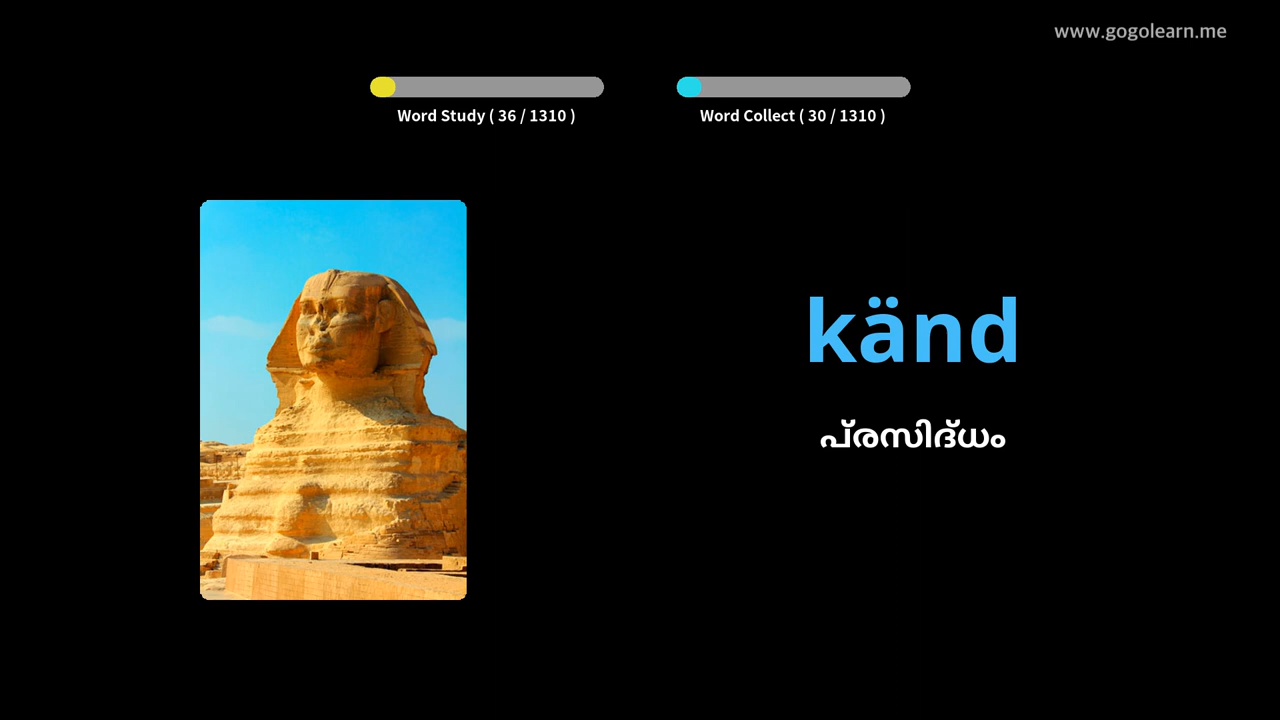 www.gogolearn.me
Word Study ( 36 / 1310 )
Word Collect ( 30 / 1310 )
känd
പ്രസിദ്ധം